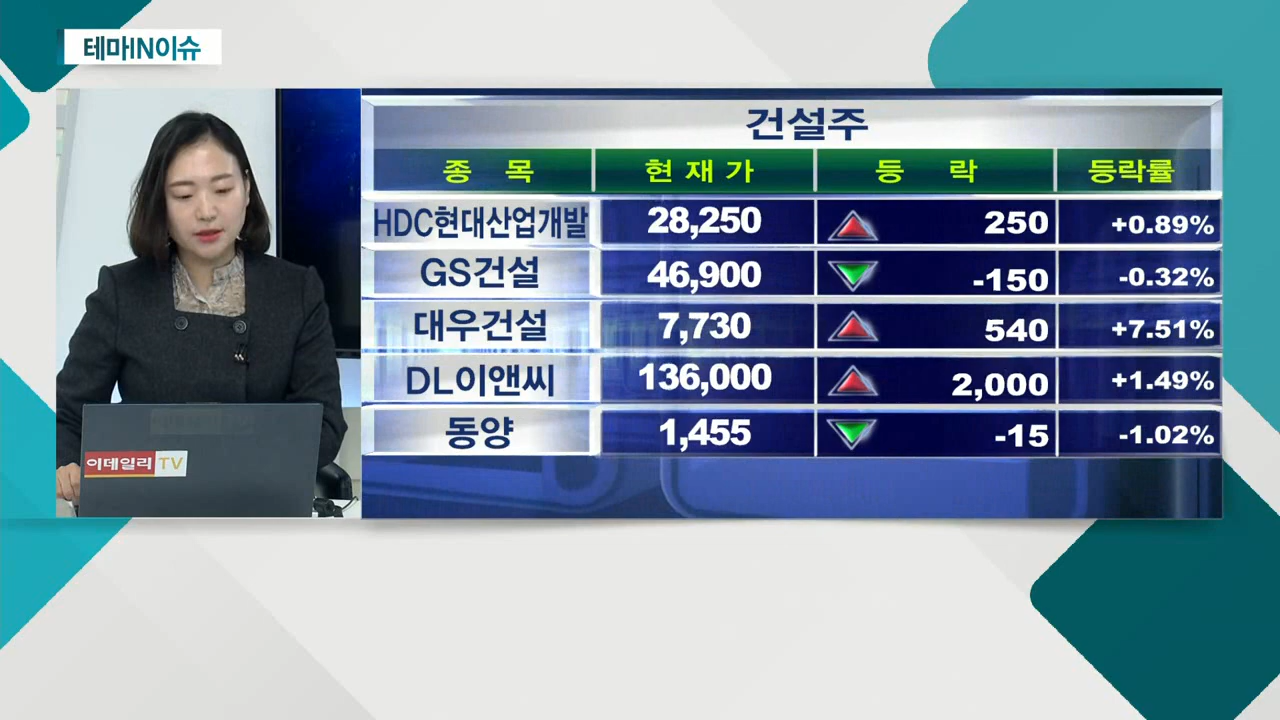 테마IN이슈
건설주
종 목 현 재 가 등 락 등락률
HDC현대산업개발 28,250 250 +0.89%
GS건설 46,900 -150 -0.32%
대우건설 7,730 540 +7.51%
DL이앤씨 136,000 2,000 +1.49%
동양 1,455 -15 -1.02%
이데일리 TV